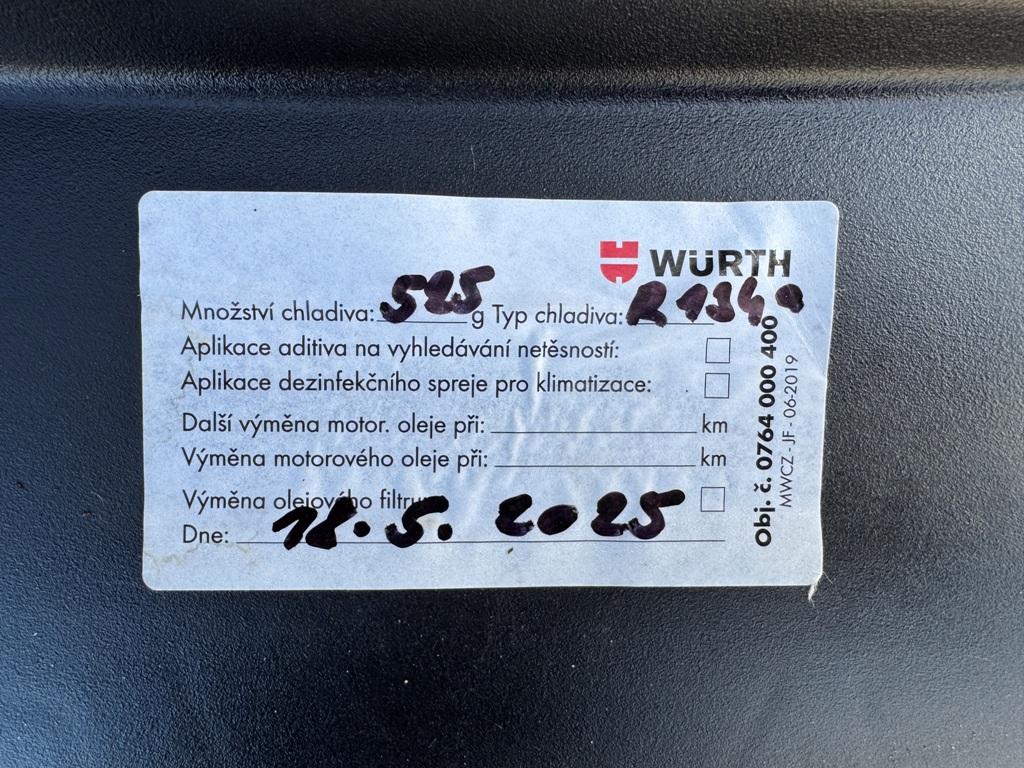 WÜRTH
Množství chladiva: 525 g Typ chladiva: R134a
Aplikace aditiva na vyhledávání netěsností:
Aplikace dezinfekčního spreje pro klimatizace:
Další výměna motor. oleje při: km
Výměna motorového oleje při: km
Výměna olejového filtru
Dne: 18.5. 2025
Obj. č. 0764 000 400
MWCZ - JF - 06-2019